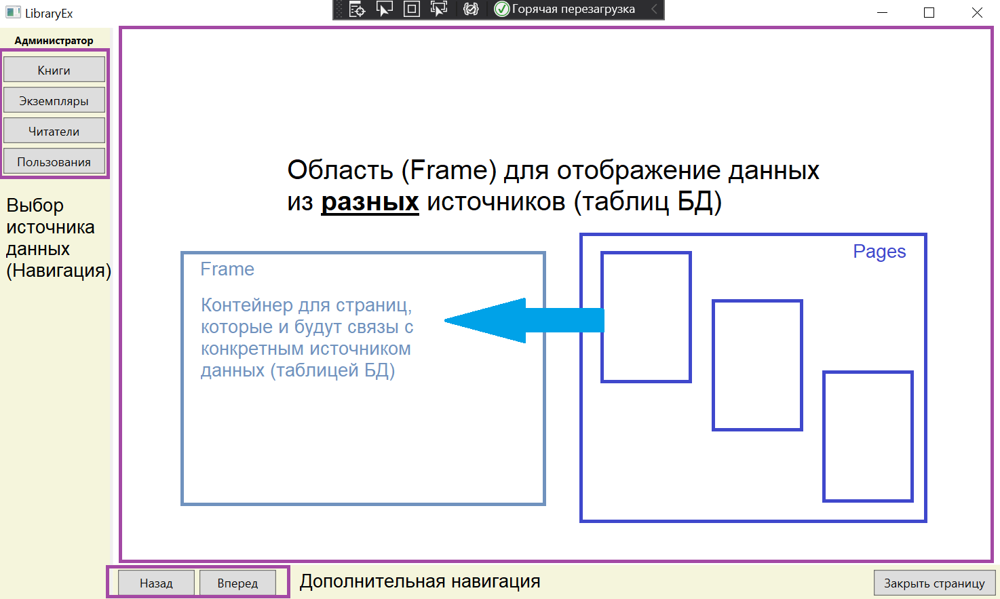 LibraryEx
Горячая перезагрузка
Администратор
Книги
Экземпляры
Читатели
Пользования
Выбор
источника
данных
(Навигация)
Область (Frame) для отображение данных
из разных источников (таблиц БД)
Frame
Контейнер для страниц,
которые и будут связы с
конкретным источником
данных (таблицей БД)
Pages
Назад
Вперед
Дополнительная навигация
Закрыть страницу